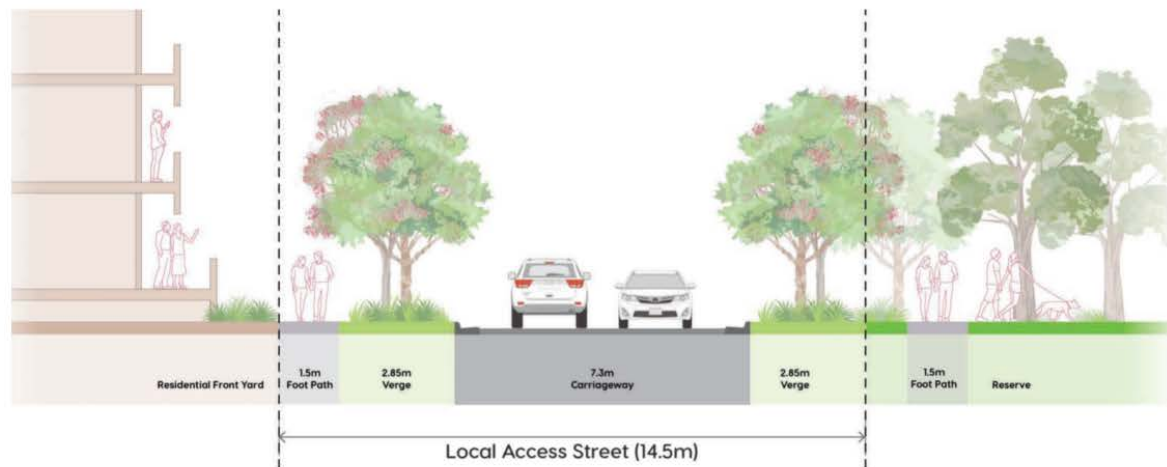 Residential Front Yard
1.5m
Foot Path
2.85m
Verge
7.3m
Carriageway
2.85m
Verge
1.5m
Foot Path
Reserve
Local Access Street (14.5m)